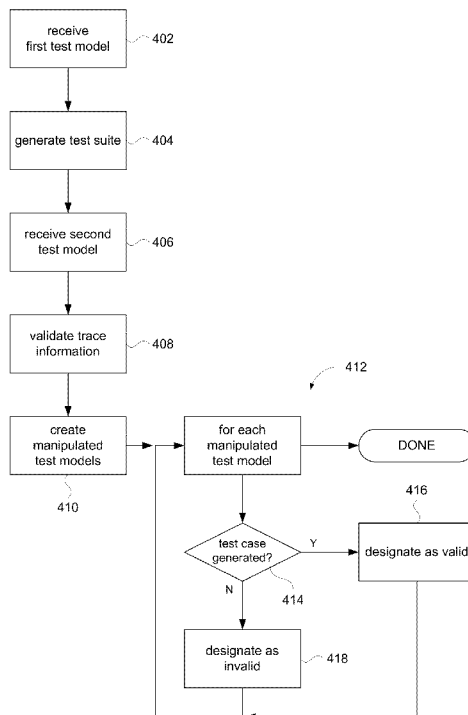 receive
first test model
402
generate test suite
404
receive second
test model
406
validate trace
information
408
412
create
manipulated
test models
410
for each
manipulated
test model
DONE
416
test case
generated?
Y
414
designate as valid
N
designate as
invalid
418